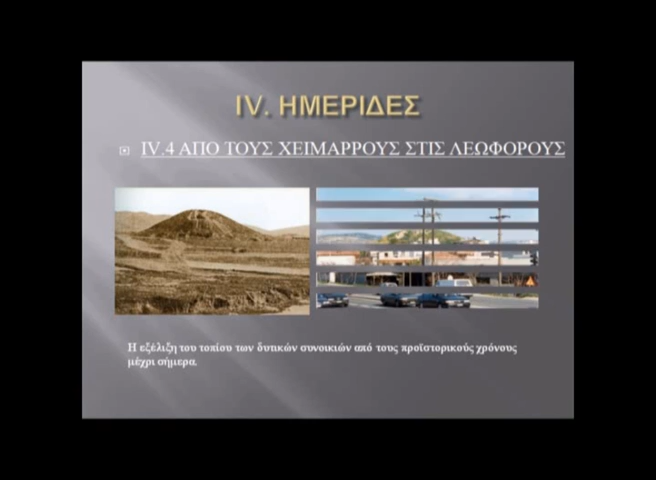 IV. ΗΜΕΡΙΔΕΣ
IV.4 ΑΠΟ ΤΟΥΣ ΧΕΙΜΑΡΡΟΥΣ ΣΤΙΣ ΛΕΩΦΟΡΟΥΣ
Η εξέλιξη του τοπίου των δυτικών συνοικιών από τους προϊστορικούς χρόνους
μέχρι σήμερα.